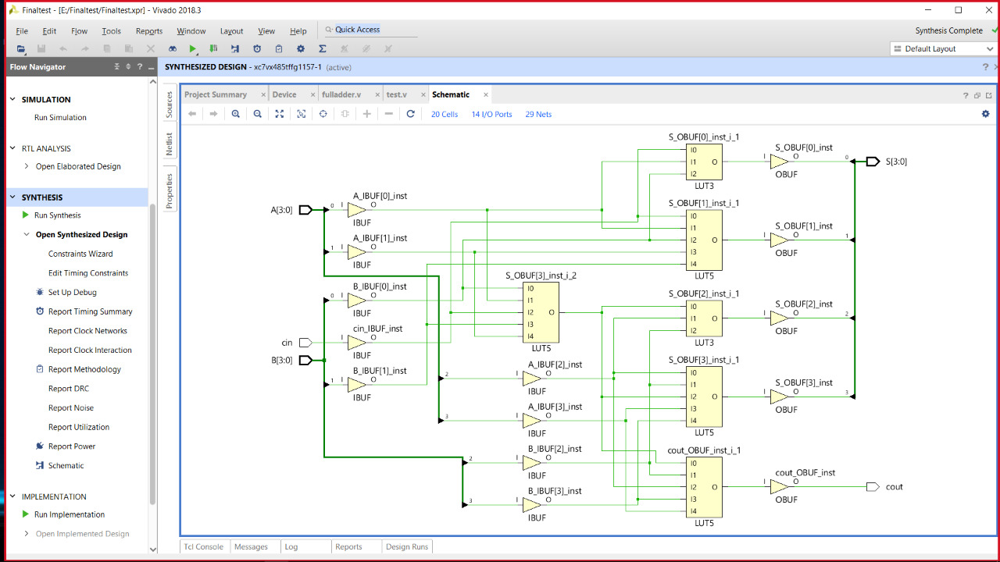 Finaltest - [E:/Finaltest/Finaltest.xpr] - Vivado 2018.3
File Edit Flow Tools Reports Window Layout View Help Quick Access Synthesis Complete
Default Layout
Flow Navigator ? SYNTHESIZED DESIGN - xc7vx485tffg1157-1 (active) ?
SIMULATION
Run Simulation
RTL ANALYSIS
Open Elaborated Design
SYNTHESIS
Run Synthesis
Open Synthesized Design
Constraints Wizard
Edit Timing Constraints
Set Up Debug
Report Timing Summary
Report Clock Networks
Report Clock Interaction
Report Methodology
Report DRC
Report Noise
Report Utilization
Report Power
Schematic
IMPLEMENTATION
Run Implementation
Open Implemented Design
Sources
Netlist
Properties
Project Summary Device fulladder.v test.v Schematic ?
20 Cells 14 I/O Ports 29 Nets
A[3:0]
0
I A_IBUF[0]_inst O
IBUF
1
I A_IBUF[1]_inst O
IBUF
0
I B_IBUF[0]_inst O
IBUF
cin
I cin_IBUF_inst O
IBUF
B[3:0]
1
I B_IBUF[1]_inst O
IBUF
S_OBUF[3]_inst_i_2
I0
I1
I2 O
I3
I4
LUT5
2
I A_IBUF[2]_inst O
IBUF
3
I A_IBUF[3]_inst O
IBUF
2
I B_IBUF[2]_inst O
IBUF
3
I B_IBUF[3]_inst O
IBUF
S_OBUF[0]_inst_i_1
I0
I1 O
I2
LUT3
S_OBUF[1]_inst_i_1
I0
I1
I2 O
I3
I4
LUT5
S_OBUF[2]_inst_i_1
I0
I1 O
I2
LUT3
S_OBUF[3]_inst_i_1
I0
I1
I2 O
I3
I4
LUT5
cout_OBUF_inst_i_1
I0
I1
I2 O
I3
I4
LUT5
S_OBUF[0]_inst
I O 0
OBUF
S[3:0]
S_OBUF[1]_inst
I O 1
OBUF
S_OBUF[2]_inst
I O 2
OBUF
S_OBUF[3]_inst
I O 3
OBUF
cout_OBUF_inst
I O
OBUF
cout
Tcl Console Messages Log Reports Design Runs